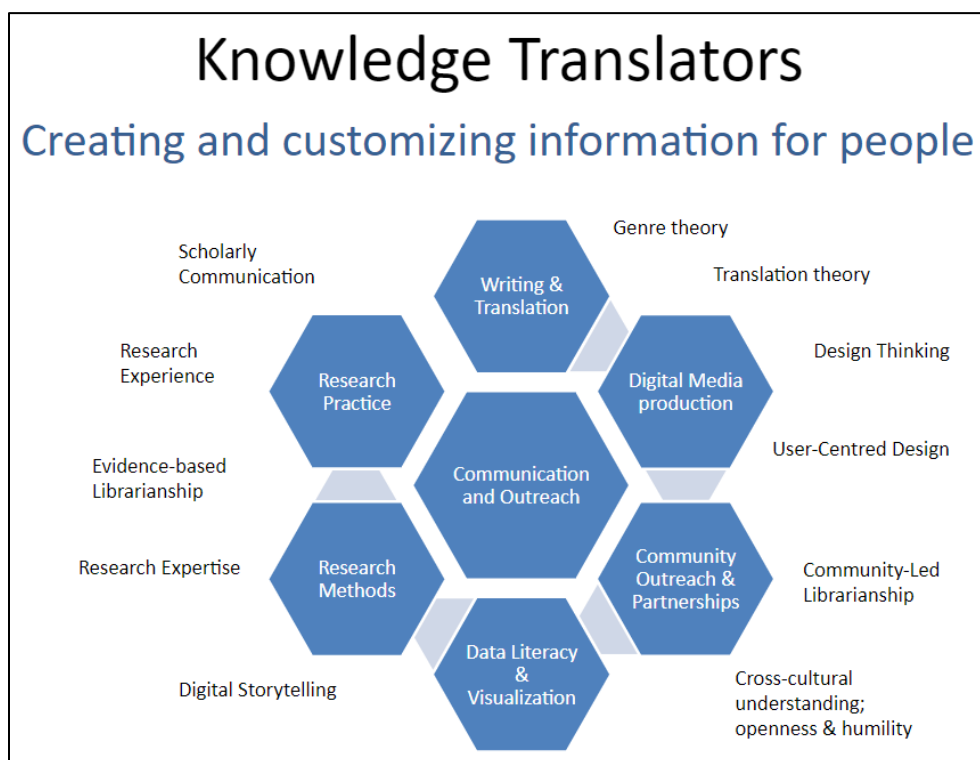 Knowledge Translators
Creating and customizing information for people
Genre theory
Scholarly
Communication
Writing &
Translation
Translation theory
Research
Experience
Research
Practice
Digital Media
production
Design Thinking
User-Centred Design
Evidence-based
Librarianship
Communication
and Outreach
Research Expertise
Research
Methods
Community
Outreach &
Partnerships
Community-Led
Librarianship
Data Literacy
&
Visualization
Digital Storytelling
Cross-cultural
understanding;
openness & humility